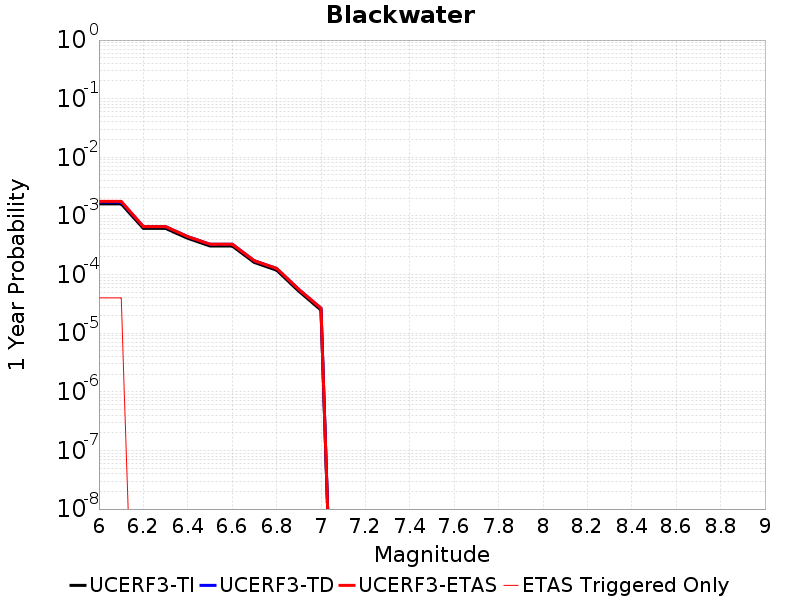 Blackwater
10^0
10^-1
10^-2
10^-3
10^-4
10^-5
10^-6
10^-7
10^-8
1 Year Probability
6 6.2 6.4 6.6 6.8 7 7.2 7.4 7.6 7.8 8 8.2 8.4 8.6 8.8 9
Magnitude
UCERF3-TI UCERF3-TD UCERF3-ETAS ETAS Triggered Only